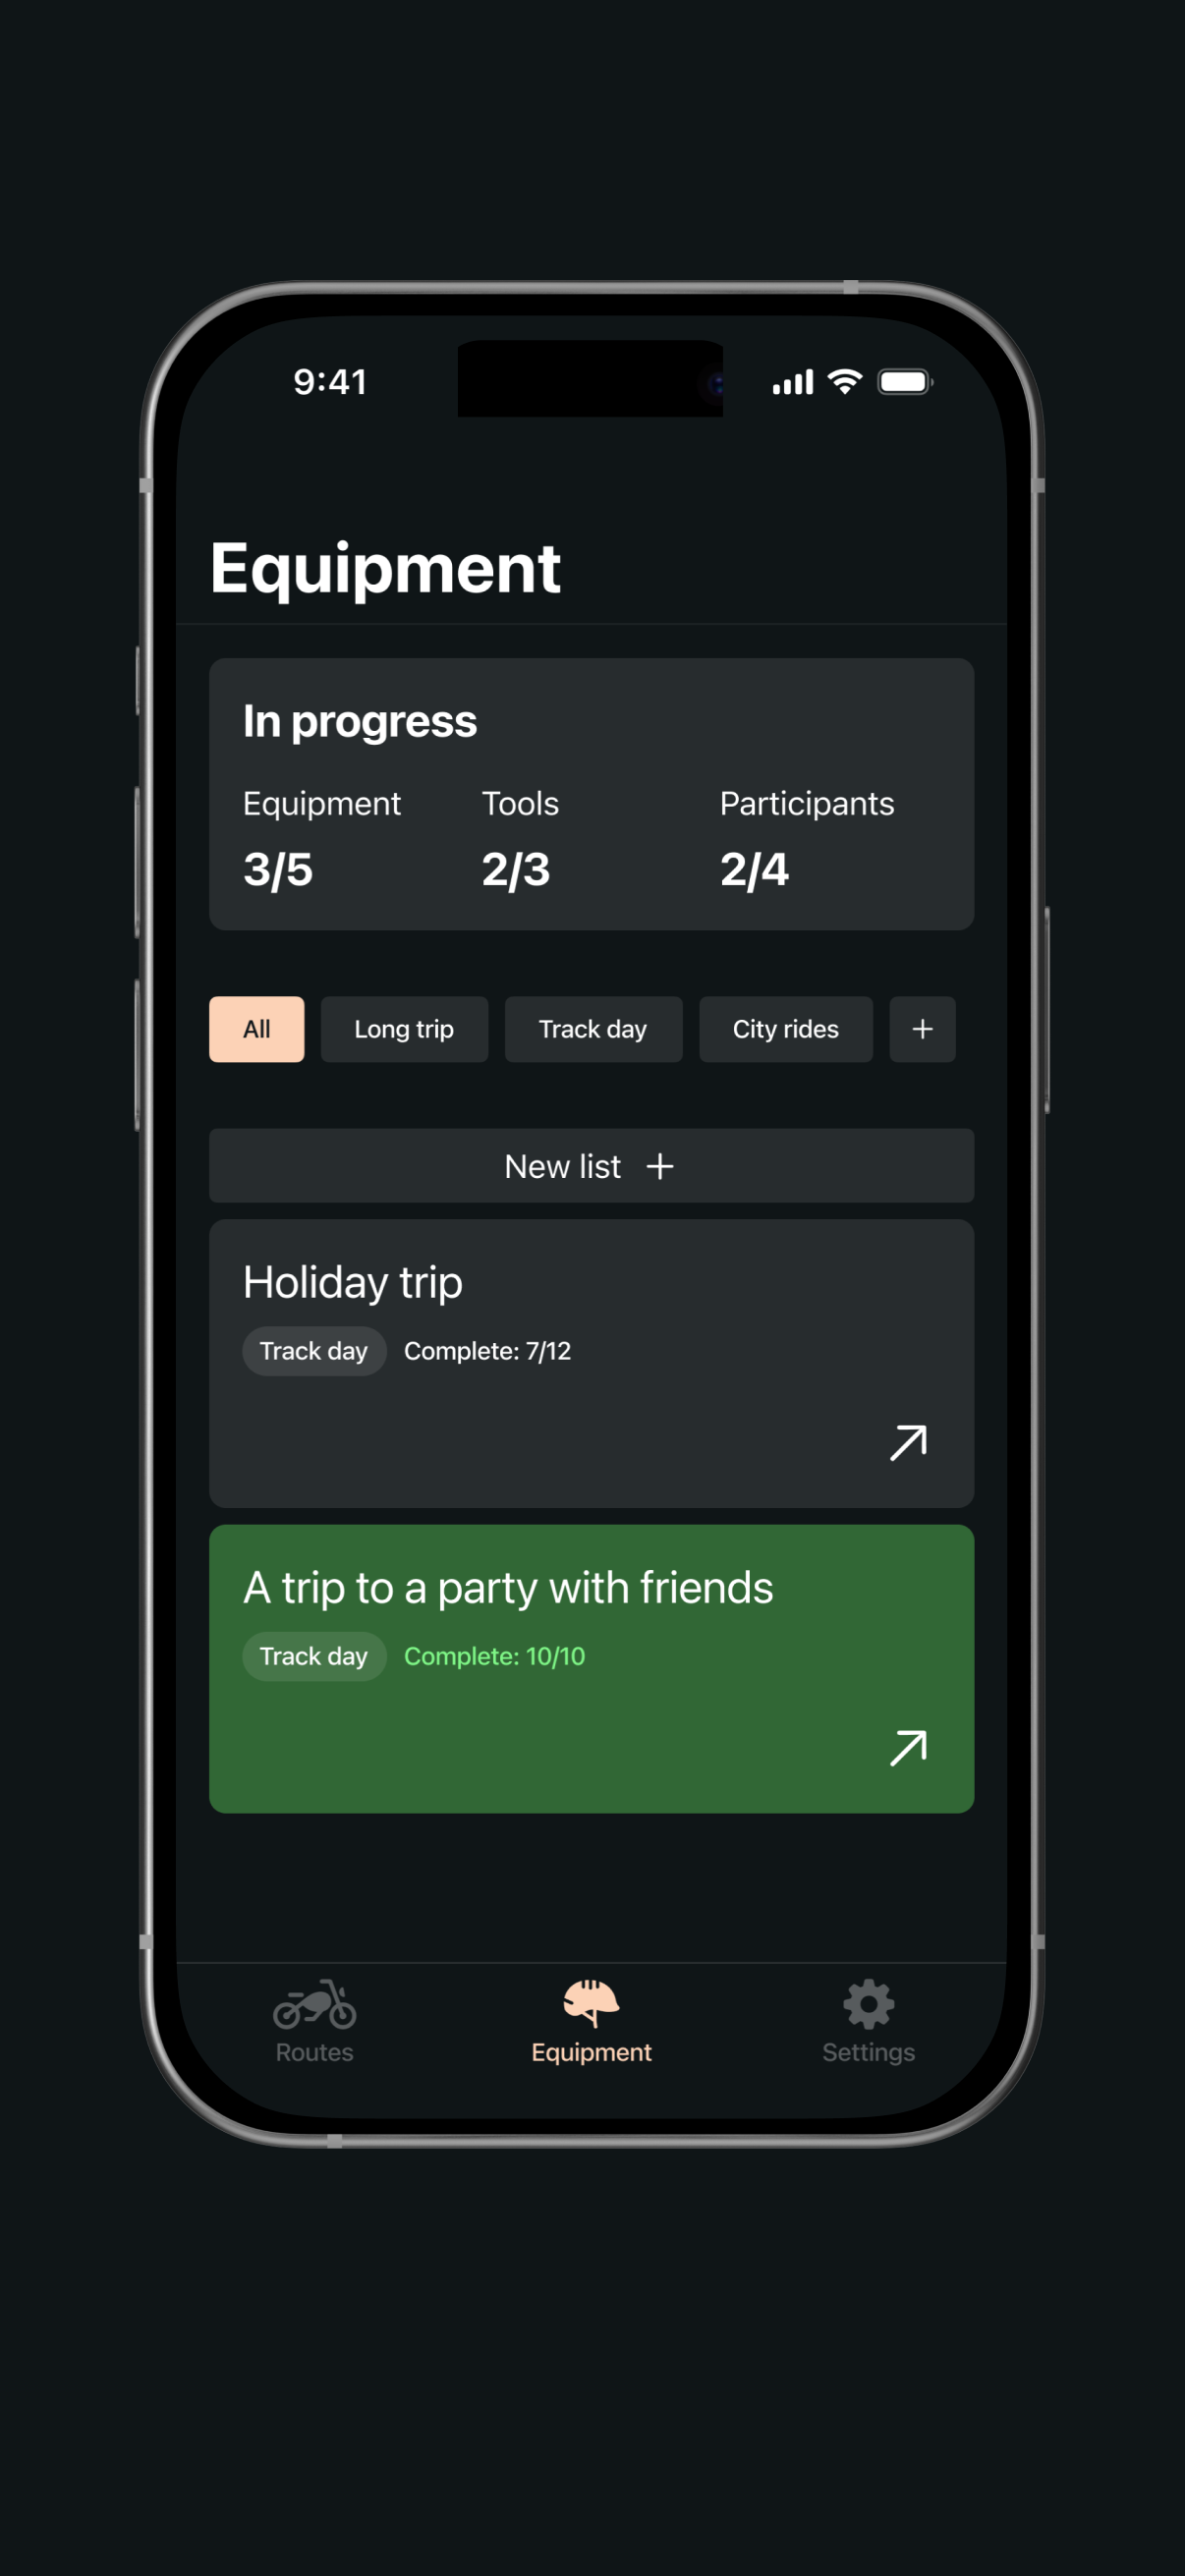 9:41
Equipment
In progress
Equipment Tools Participants
3/5 2/3 2/4
All Long trip Track day City rides +
New list +
Holiday trip
Track day Complete: 7/12
A trip to a party with friends
Track day Complete: 10/10
Routes Equipment Settings